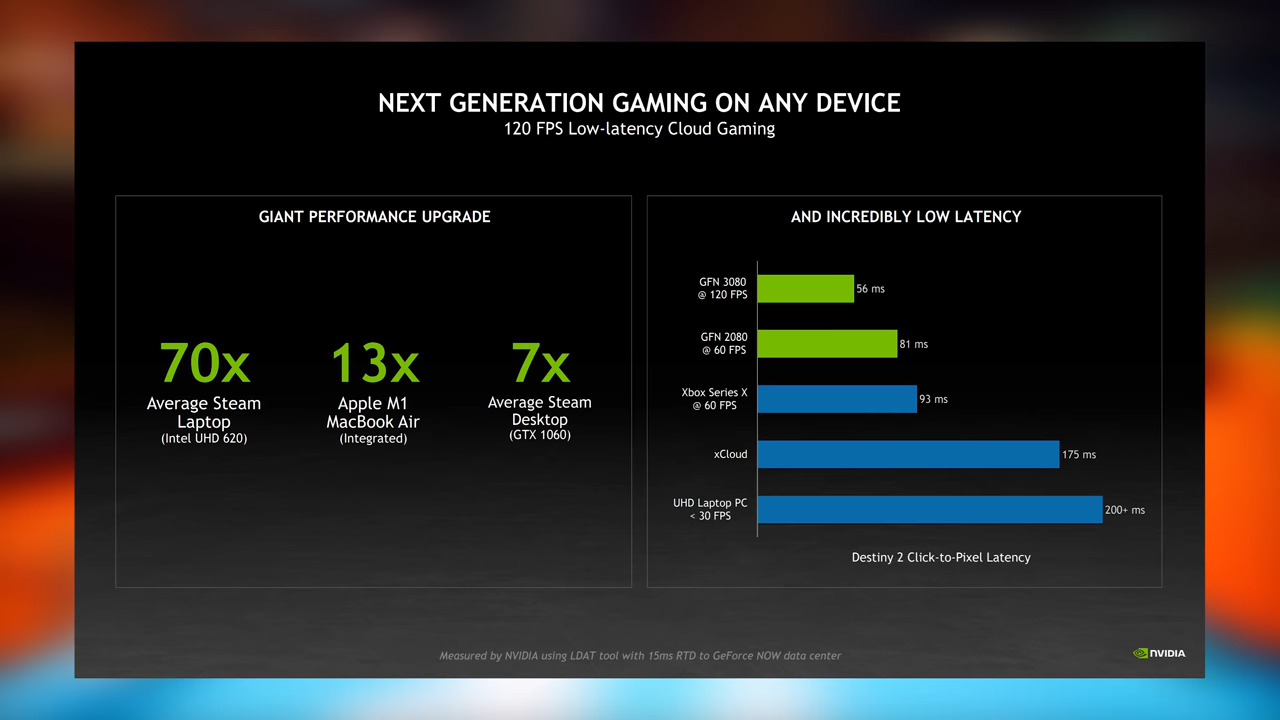 NEXT GENERATION GAMING ON ANY DEVICE
120 FPS Low-latency Cloud Gaming
GIANT PERFORMANCE UPGRADE
70x
Average Steam
Laptop
(Intel UHD 620)
13x
Apple M1
MacBook Air
(Integrated)
7x
Average Steam
Desktop
(GTX 1060)
AND INCREDIBLY LOW LATENCY
GFN 3080
@ 120 FPS
56 ms
GFN 2080
@ 60 FPS
81 ms
Xbox Series X
@ 60 FPS
93 ms
xCloud
175 ms
UHD Laptop PC
< 30 FPS
200+ ms
Destiny 2 Click-to-Pixel Latency
Measured by NVIDIA using LDAT tool with 15ms RTD to GeForce NOW data center
NVIDIA